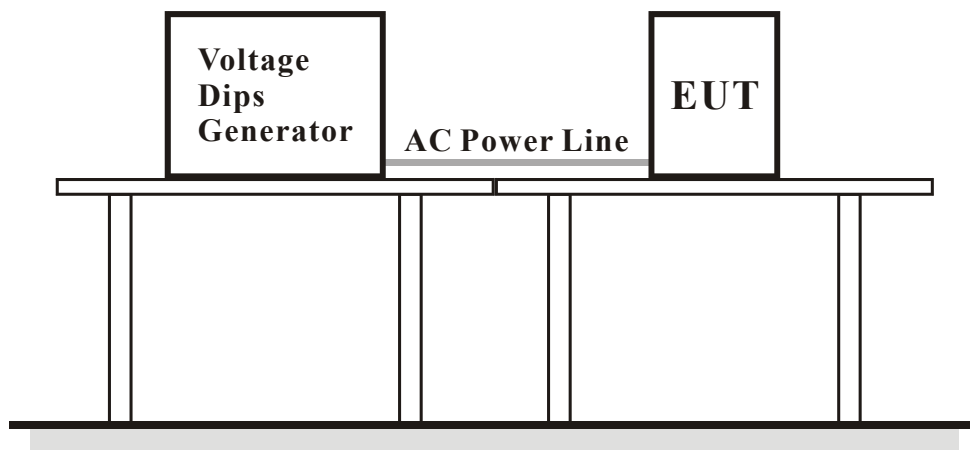 Voltage
Dips
Generator
AC Power Line
EUT